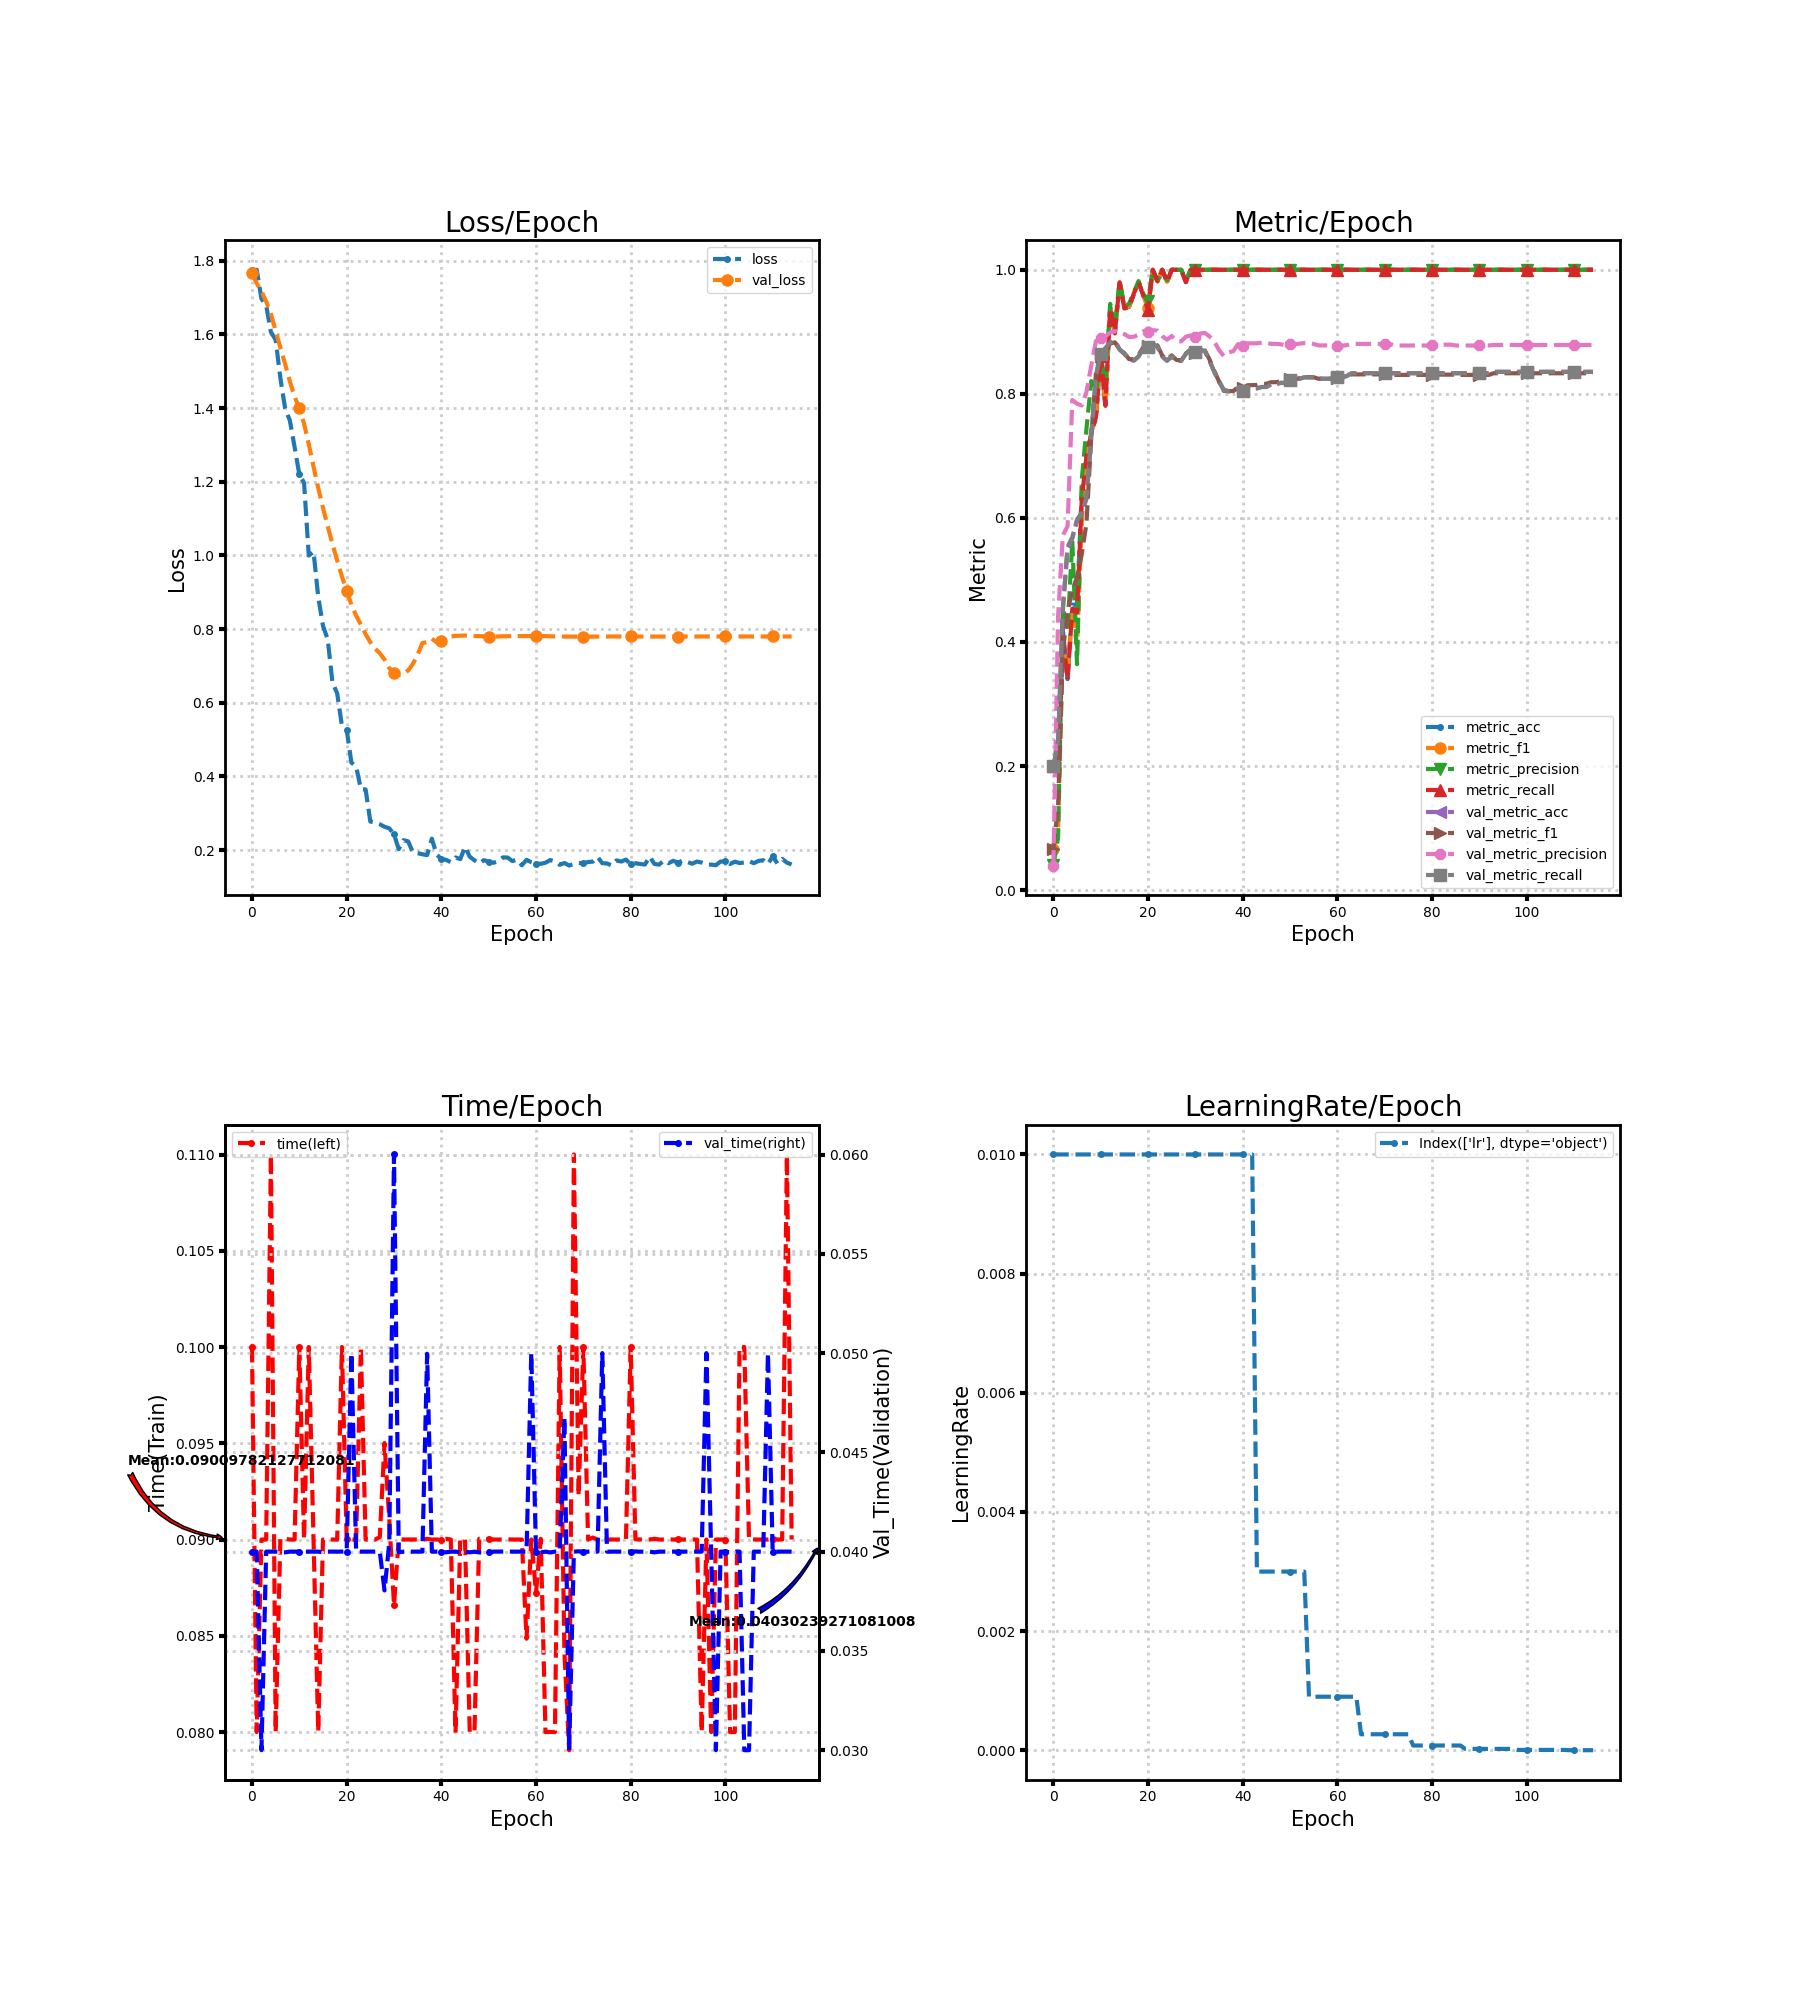 Loss/Epoch
1.8
1.6
1.4
1.2
1.0
0.8
0.6
0.4
0.2
Loss
loss
val_loss
0 20 40 60 80 100
Epoch
Metric/Epoch
1.0
0.8
0.6
0.4
0.2
0.0
Metric
metric_acc
metric_f1
metric_precision
metric_recall
val_metric_acc
val_metric_f1
val_metric_precision
val_metric_recall
0 20 40 60 80 100
Epoch
Time/Epoch
time(left)
val_time(right)
0.110
0.105
0.100
0.095
0.090
0.085
0.080
Time(Train)
Mean:0.0900978212771208​1
0.060
0.055
0.050
0.045
0.040
0.035
0.030
Val_Time(Validation)
Mean:0.04030239271081008
0 20 40 60 80 100
Epoch
LearningRate/Epoch
Index(['lr'], dtype='object')
0.010
0.008
0.006
0.004
0.002
0.000
LearningRate
0 20 40 60 80 100
Epoch